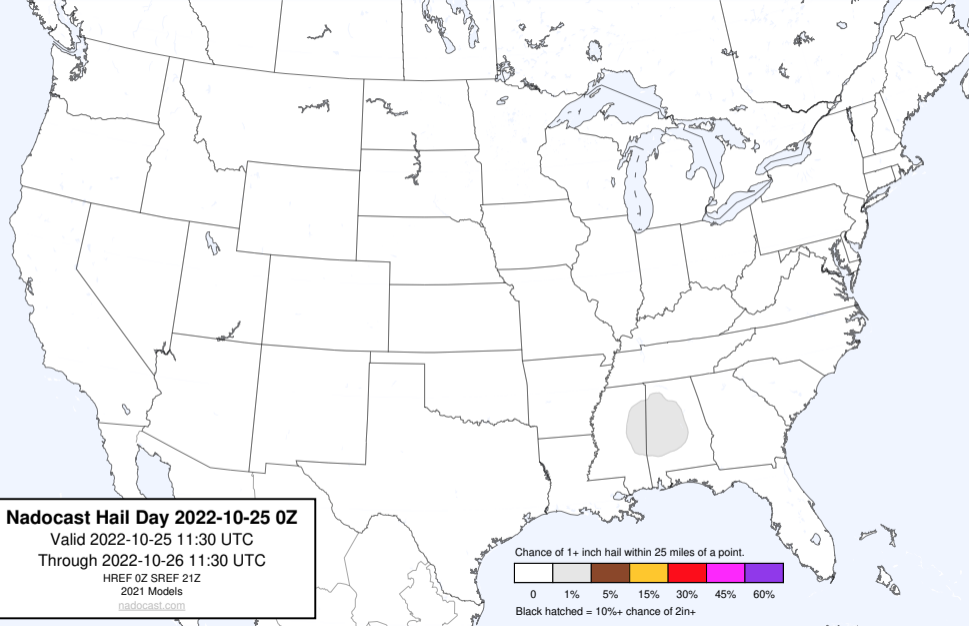 Nadocast Hail Day 2022-10-25 0Z
Valid 2022-10-25 11:30 UTC
Through 2022-10-26 11:30 UTC
HREF 0Z SREF 21Z
2021 Models
nadocast.com
Chance of 1+ inch hail within 25 miles of a point.
0 1% 5% 15% 30% 45% 60%
Black hatched = 10%+ chance of 2in+